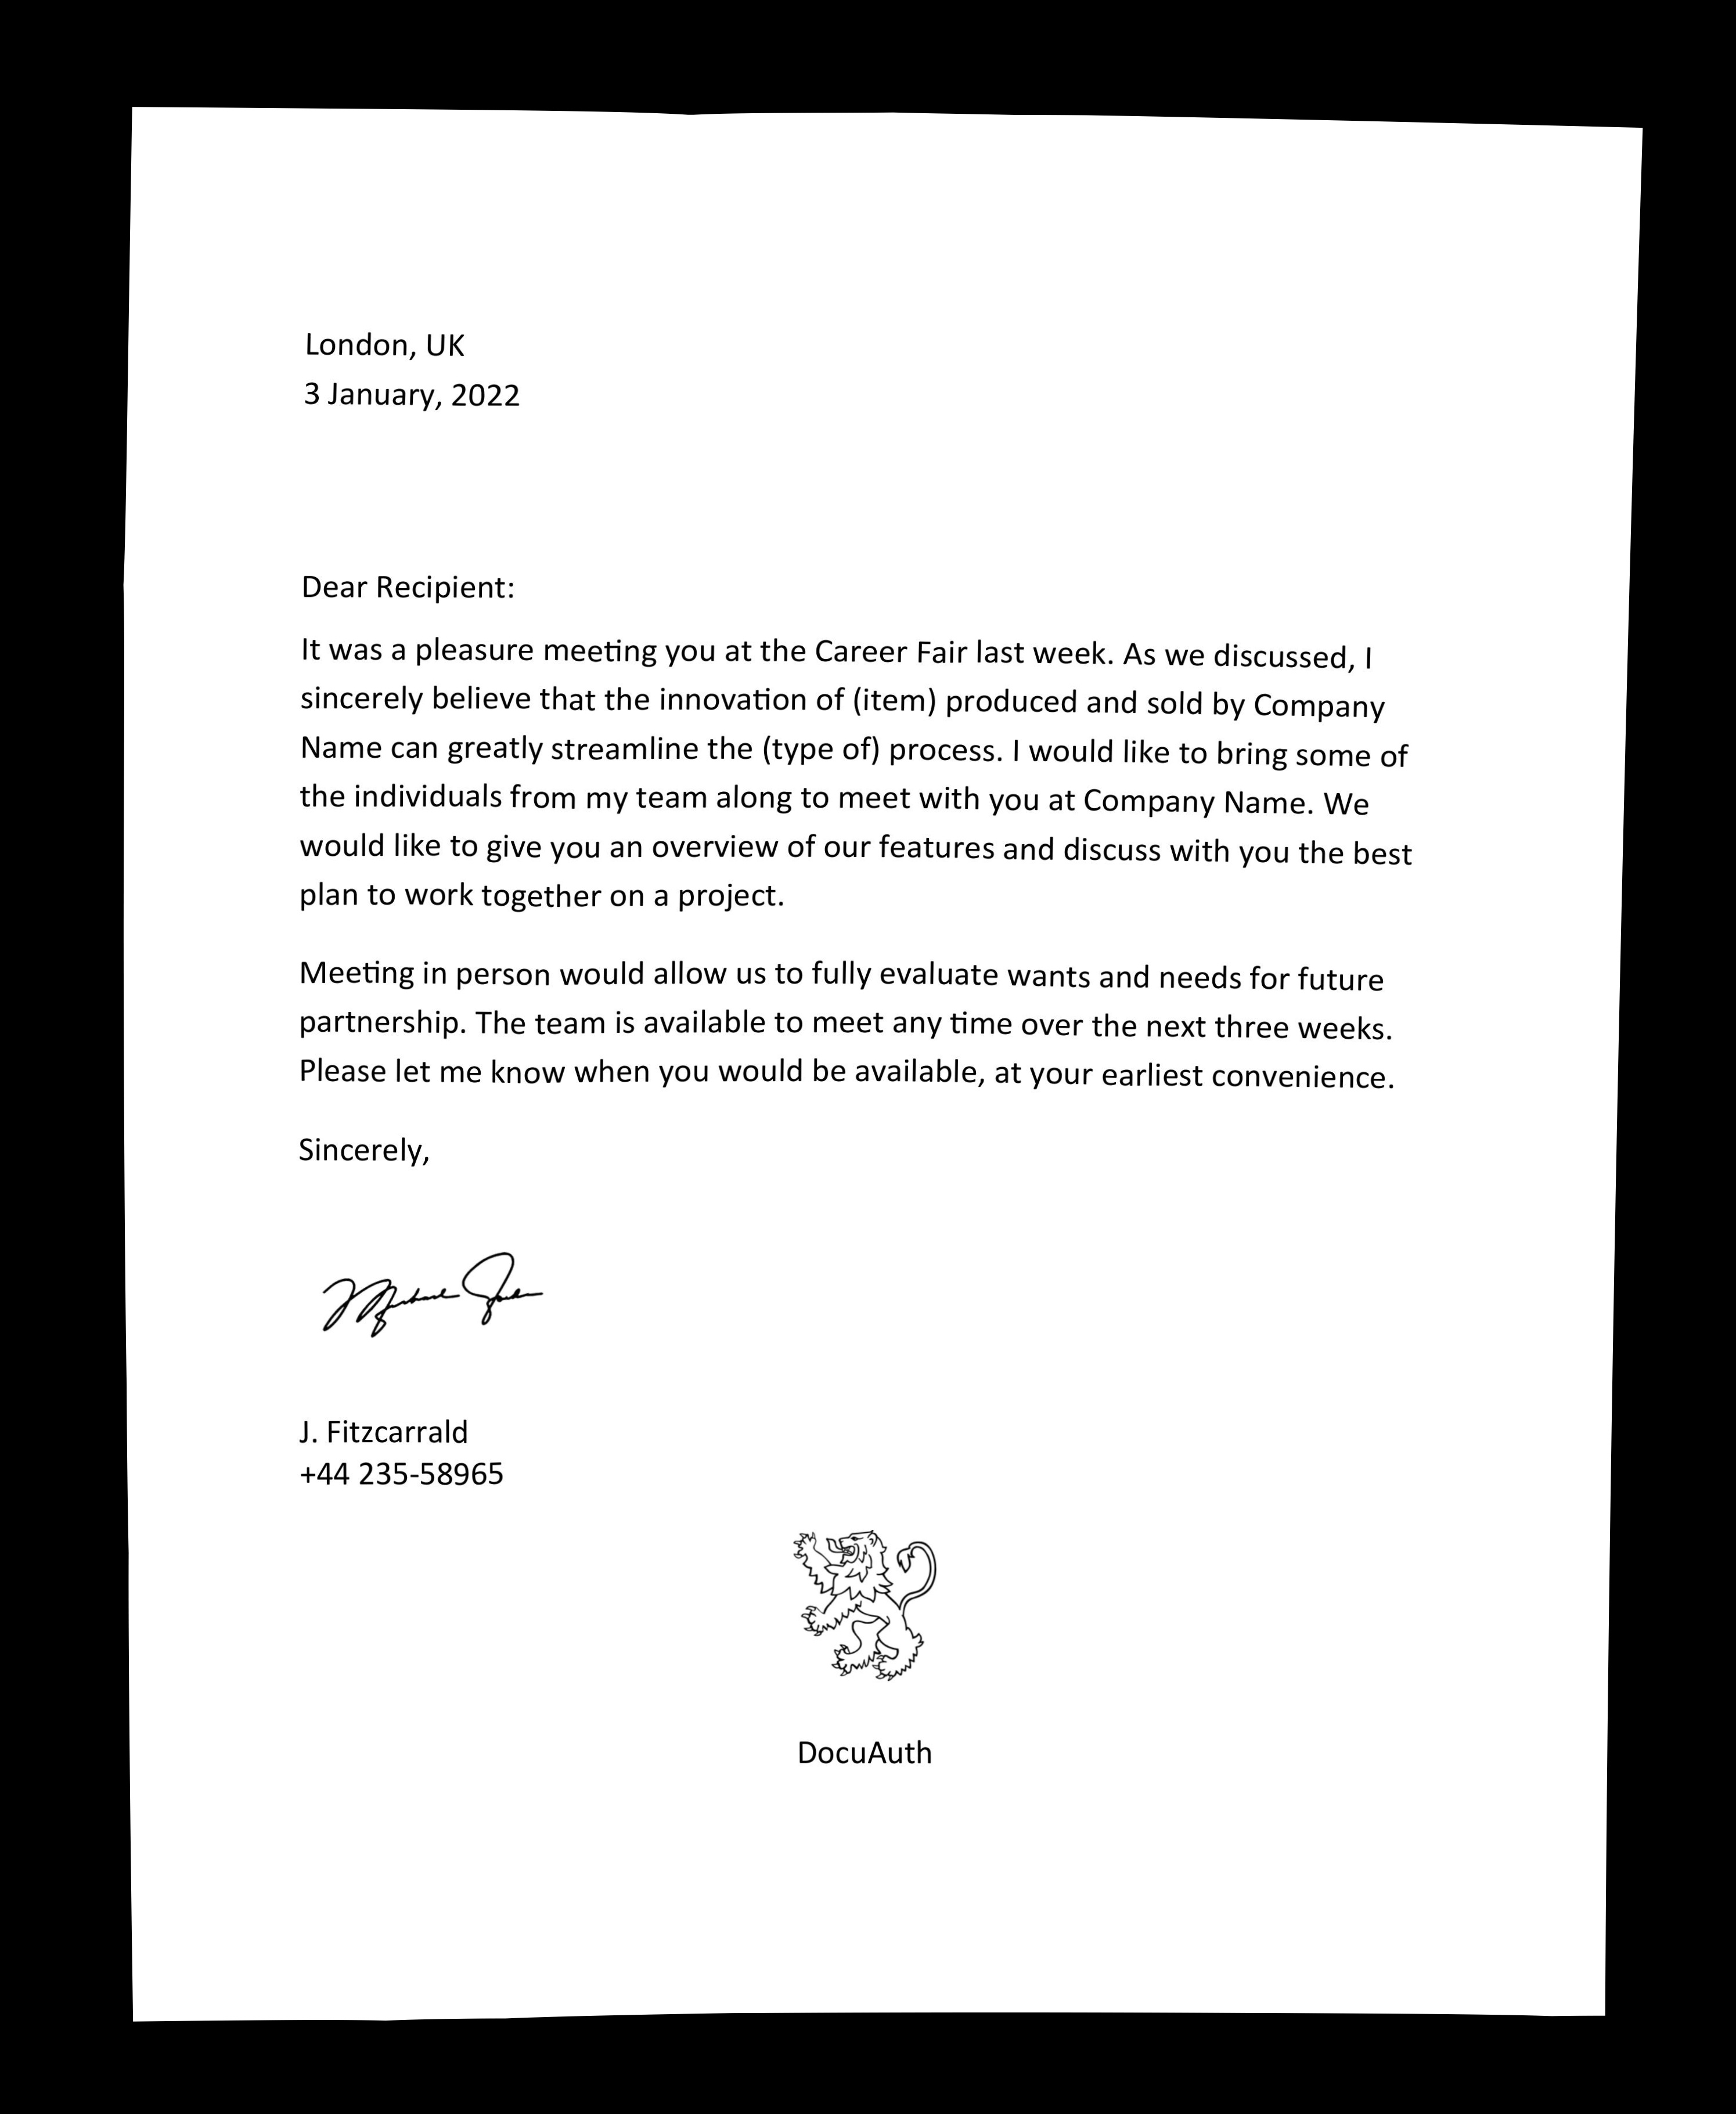 London, UK
3 January, 2022
Dear Recipient:
It was a pleasure meeting you at the Career Fair last week. As we discussed, I
sincerely believe that the innovation of (item) produced and sold by Company
Name can greatly streamline the (type of) process. I would like to bring some of
the individuals from my team along to meet with you at Company Name. We
would like to give you an overview of our features and discuss with you the best
plan to work together on a project.
Meeting in person would allow us to fully evaluate wants and needs for future
partnership. The team is available to meet any time over the next three weeks.
Please let me know when you would be available, at your earliest convenience.
Sincerely,
J. Fitzcarrald
+44 235-58965
DocuAuth